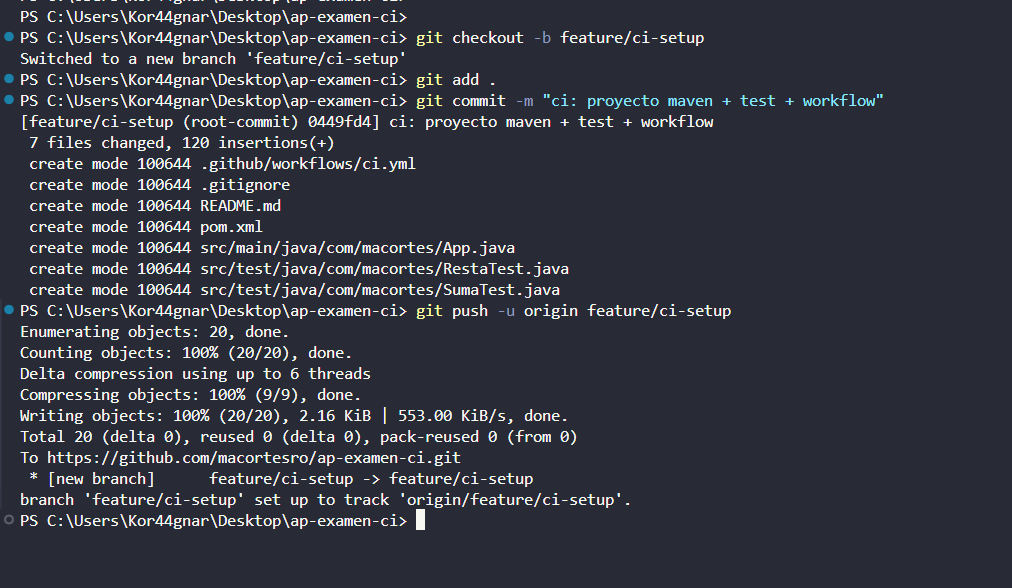 PS C:\Users\Kor44gnar\Desktop\ap-examen-ci>
PS C:\Users\Kor44gnar\Desktop\ap-examen-ci> git checkout -b feature/ci-setup
Switched to a new branch 'feature/ci-setup'
PS C:\Users\Kor44gnar\Desktop\ap-examen-ci> git add .
PS C:\Users\Kor44gnar\Desktop\ap-examen-ci> git commit -m "ci: proyecto maven + test + workflow"
[feature/ci-setup (root-commit) 0449fd4] ci: proyecto maven + test + workflow
 7 files changed, 120 insertions(+)
 create mode 100644 .github/workflows/ci.yml
 create mode 100644 .gitignore
 create mode 100644 README.md
 create mode 100644 pom.xml
 create mode 100644 src/main/java/com/macortes/App.java
 create mode 100644 src/test/java/com/macortes/RestaTest.java
 create mode 100644 src/test/java/com/macortes/SumaTest.java
PS C:\Users\Kor44gnar\Desktop\ap-examen-ci> git push -u origin feature/ci-setup
Enumerating objects: 20, done.
Counting objects: 100% (20/20), done.
Delta compression using up to 6 threads
Compressing objects: 100% (9/9), done.
Writing objects: 100% (20/20), 2.16 KiB | 553.00 KiB/s, done.
Total 20 (delta 0), reused 0 (delta 0), pack-reused 0 (from 0)
To https://github.com/macortesro/ap-examen-ci.git
 * [new branch]      feature/ci-setup -> feature/ci-setup
branch 'feature/ci-setup' set up to track 'origin/feature/ci-setup'.
PS C:\Users\Kor44gnar\Desktop\ap-examen-ci>